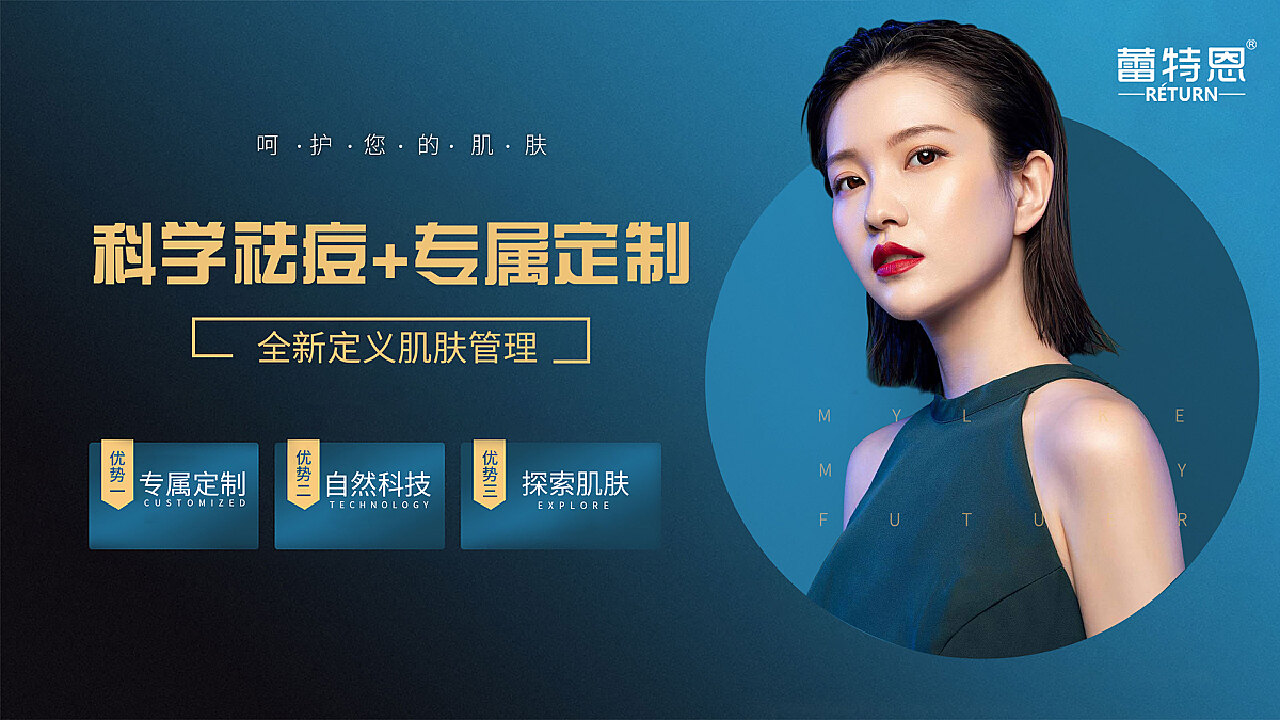 蕾特恩®
RÉTURN
呵·护·您·的·肌·肤
科学祛痘+专属定制
全新定义肌肤管理
优势一
专属定制
CUSTOMIZED
优势二
自然科技
TECHNOLOGY
优势三
探索肌肤
EXPLORE
M Y L E
M Y
F U T U R